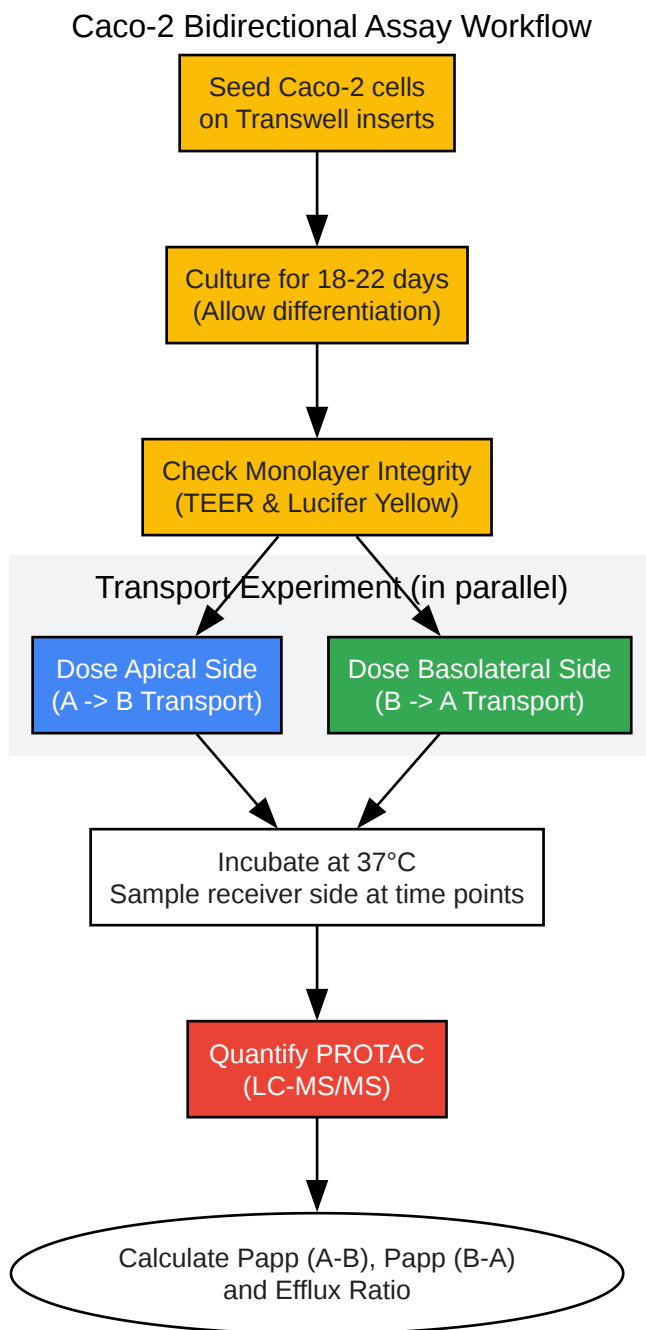 Caco-2 Bidirectional Assay Workflow
Seed Caco-2 cells
on Transwell inserts
Culture for 18-22 days
(Allow differentiation)
Check Monolayer Integrity
(TEER & Lucifer Yellow)
Transport Experiment (in parallel)
Dose Apical Side
(A -> B Transport)
Dose Basolateral Side
(B -> A Transport)
Incubate at 37°C
Sample receiver side at time points
Quantify PROTAC
(LC-MS/MS)
Calculate Papp (A-B), Papp (B-A)
and Efflux Ratio